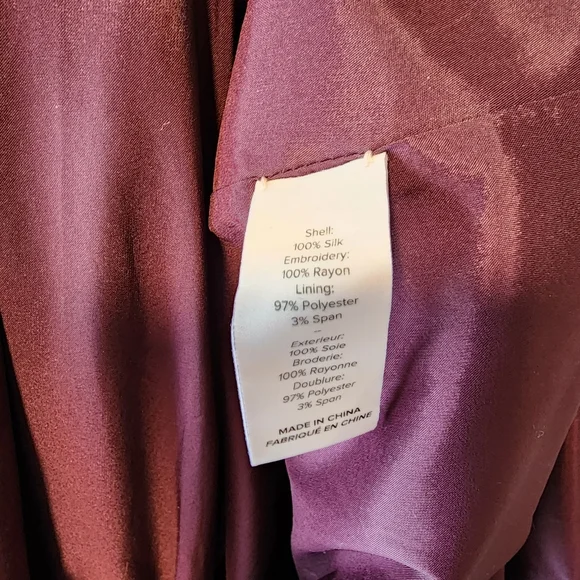 Shell:
100% Silk
Embroidery:
100% Rayon
Lining:
97% Polyester
3% Span
–
Exterieur:
100% Soie
Broderie:
100% Rayonne
Doublure:
97% Polyester
3% Span
MADE IN CHINA
FABRIQUÉ EN CHINE